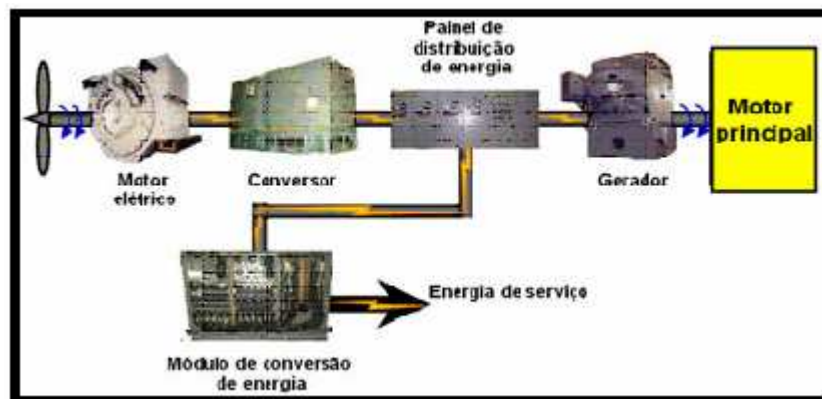 Painel de
distribuição
de energia
Motor
principal
Motor
elétrico
Conversor
Gerador
Energia de serviço
Módulo de conversão
de energia